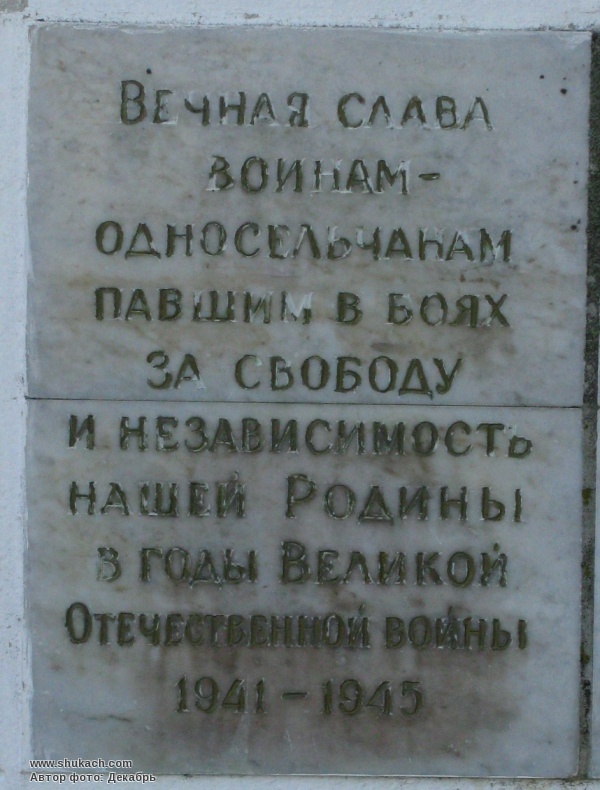 Вечная слава
воинам-
односельчанам
павшим в боях
за свободу
и независимость
нашей Родины
в годы Великой
Отечественной войны
1941 – 1945
www.shukach.com
Автор фото: Декабрь